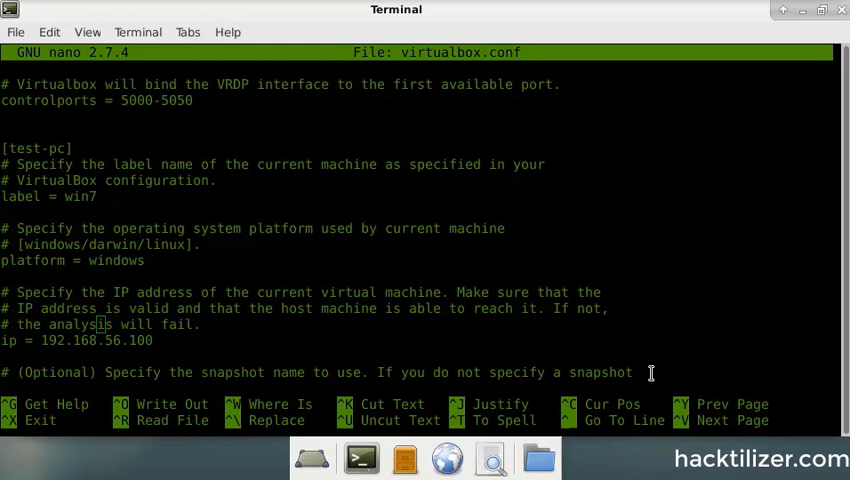 Terminal
File Edit View Terminal Tabs Help
GNU nano 2.7.4 File: virtualbox.conf
# Virtualbox will bind the VRDP interface to the first available port.
controlports = 5000-5050
[test-pc]
# Specify the label name of the current machine as specified in your
# VirtualBox configuration.
label = win7
# Specify the operating system platform used by current machine
# [windows/darwin/linux].
platform = windows
# Specify the IP address of the current virtual machine. Make sure that the
# IP address is valid and that the host machine is able to reach it. If not,
# the analysis will fail.
ip = 192.168.56.100
# (Optional) Specify the snapshot name to use. If you do not specify a snapshot
^G Get Help ^O Write Out ^W Where Is ^K Cut Text ^J Justify ^C Cur Pos ^Y Prev Page
^X Exit ^R Read File ^\ Replace ^U Uncut Text ^T To Spell ^_ Go To Line ^V Next Page
hacktilizer.com